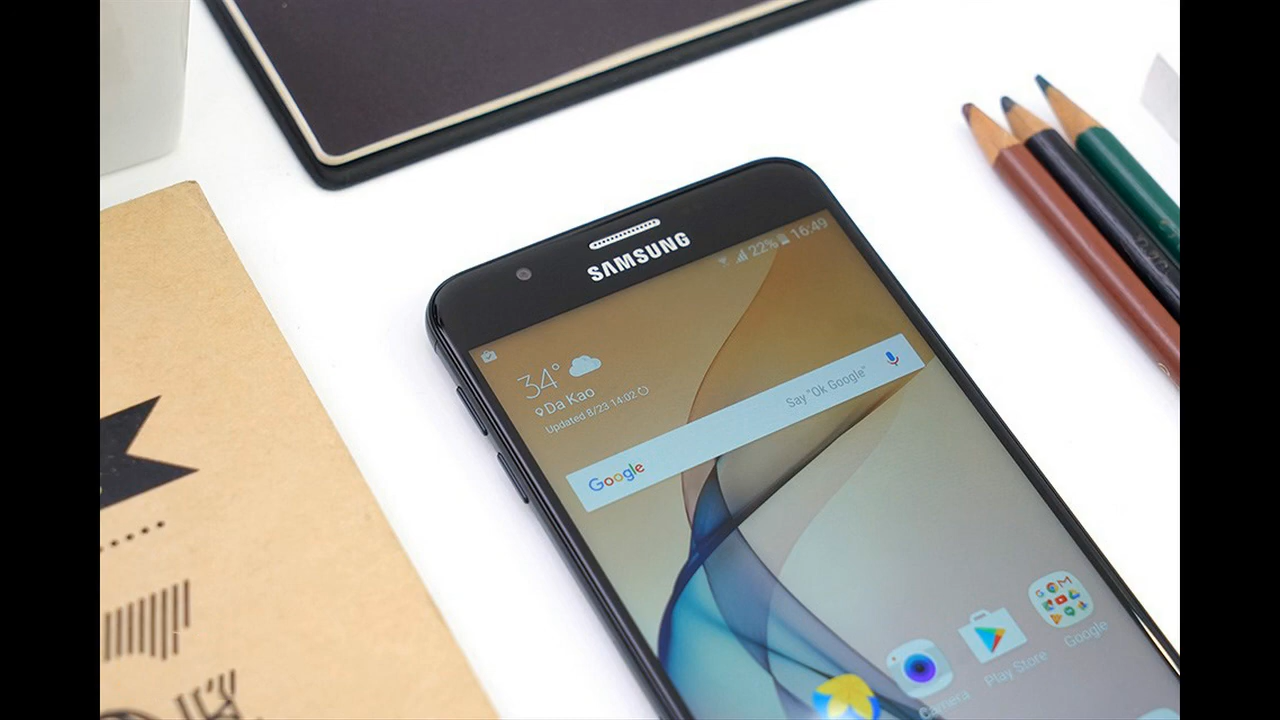 SAMSUNG
22% 16:49
34°
Da Kao
Updated 8/23 14:02
Say "Ok Google"
Google
Google
Play Store
Camera